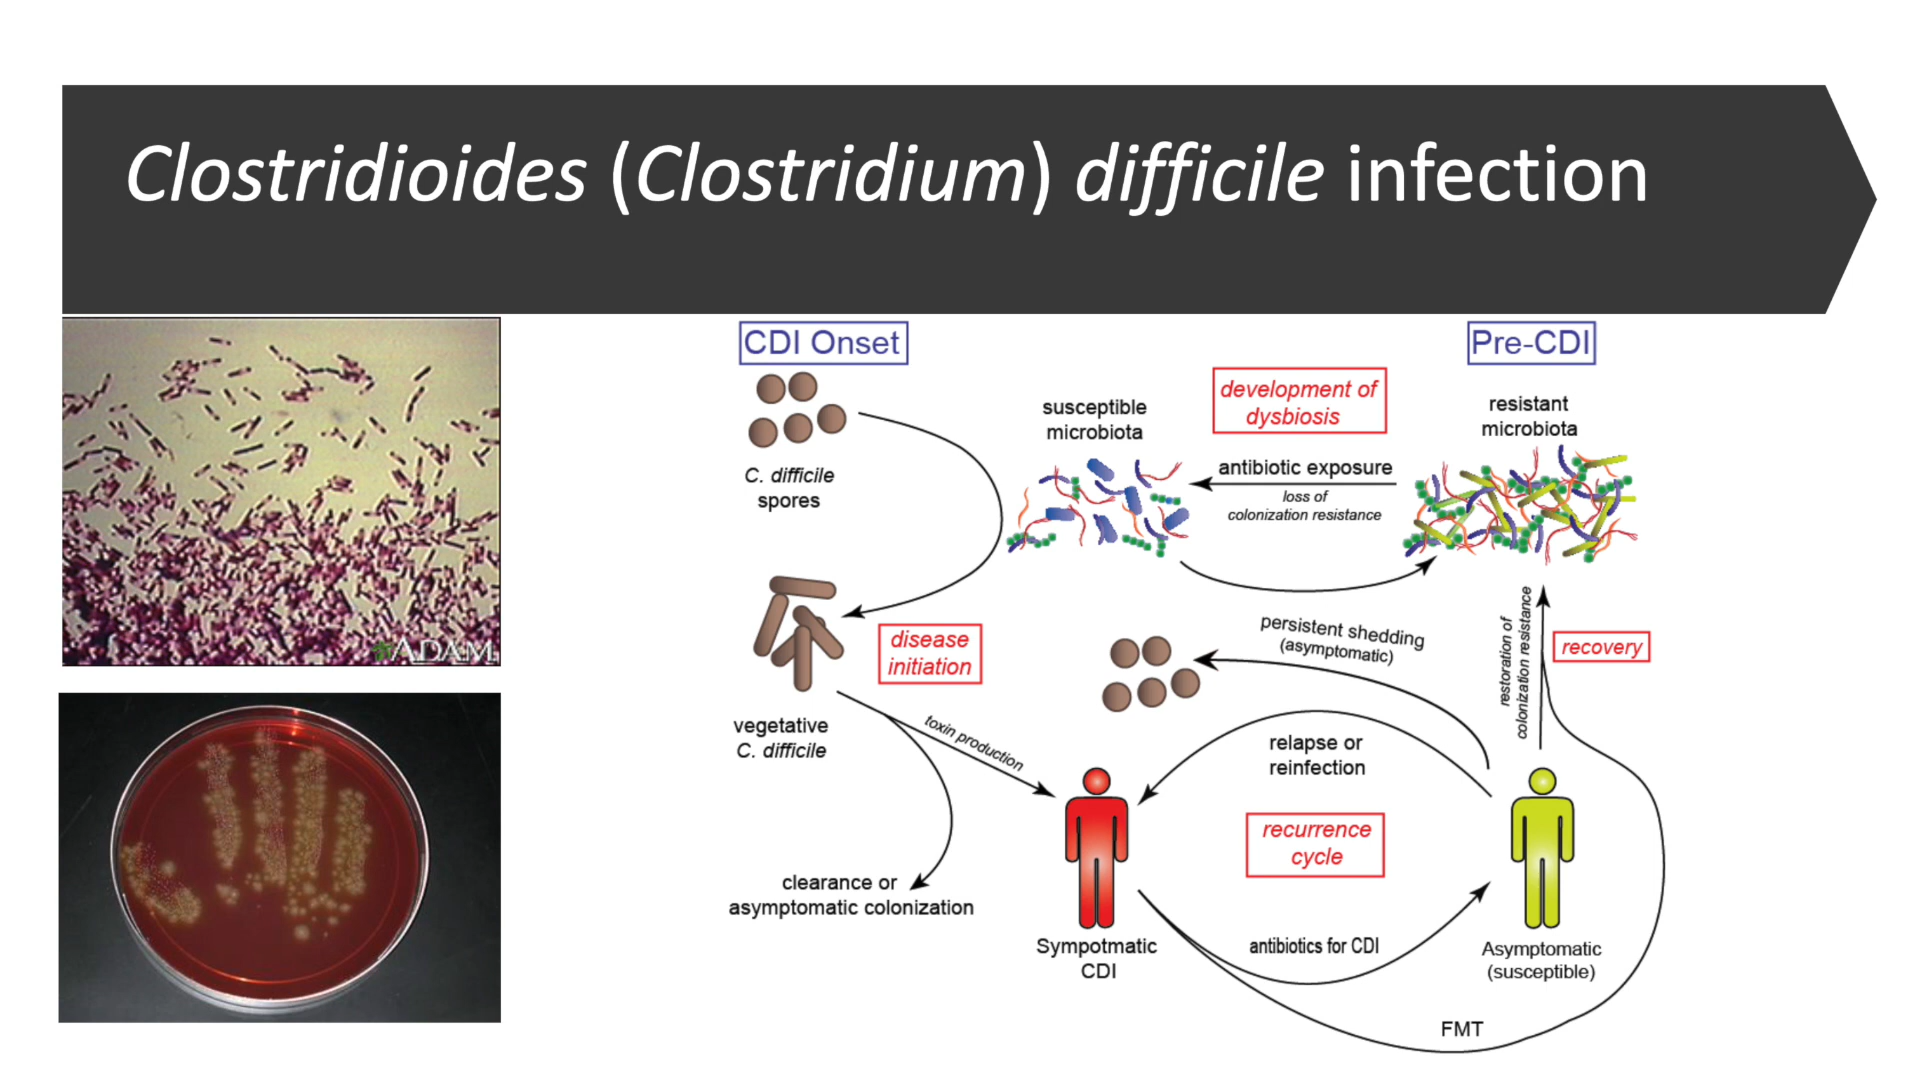 Clostridioides (Clostridium) difficile infection
ADAM
CDI Onset
Pre-CDI
C. difficile
spores
susceptible
microbiota
development of
dysbiosis
antibiotic exposure
loss of
colonization resistance
resistant
microbiota
disease
initiation
vegetative
C. difficile
toxin production
clearance or
asymptomatic colonization
persistent shedding
(asymptomatic)
restoration of
colonization resistance
recovery
relapse or
reinfection
recurrence
cycle
Sympotmatic
CDI
antibiotics for CDI
Asymptomatic
(susceptible)
FMT